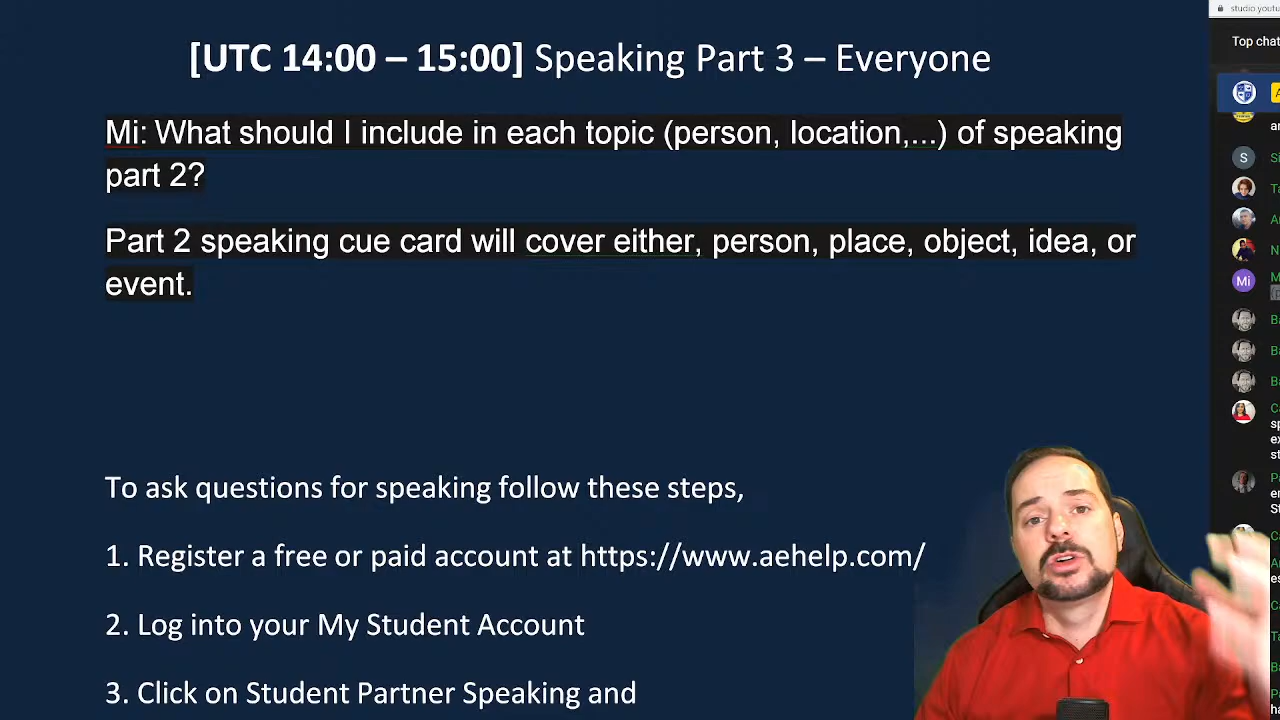 [UTC 14:00 – 15:00] Speaking Part 3 – Everyone
Mi: What should I include in each topic (person, location,...) of speaking
part 2?
Part 2 speaking cue card will cover either, person, place, object, idea, or
event.
To ask questions for speaking follow these steps,
1. Register a free or paid account at https://www.aehelp.com/
2. Log into your My Student Account
3. Click on Student Partner Speaking and
studio.youtu
Top chat
S
Mi